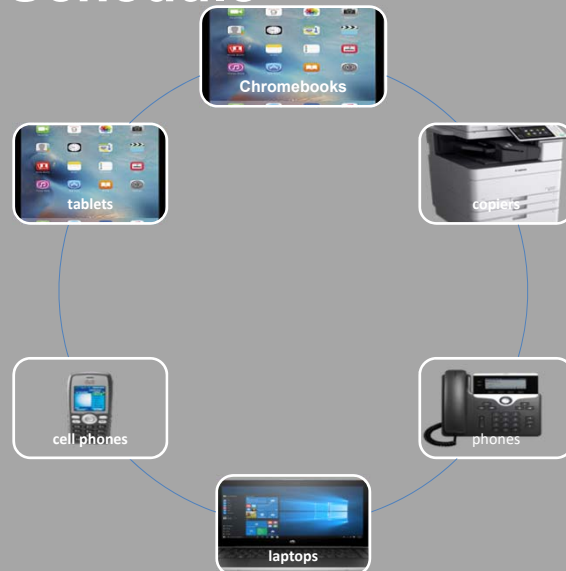 Chromebooks
tablets
copiers
cell phones
phones
laptops